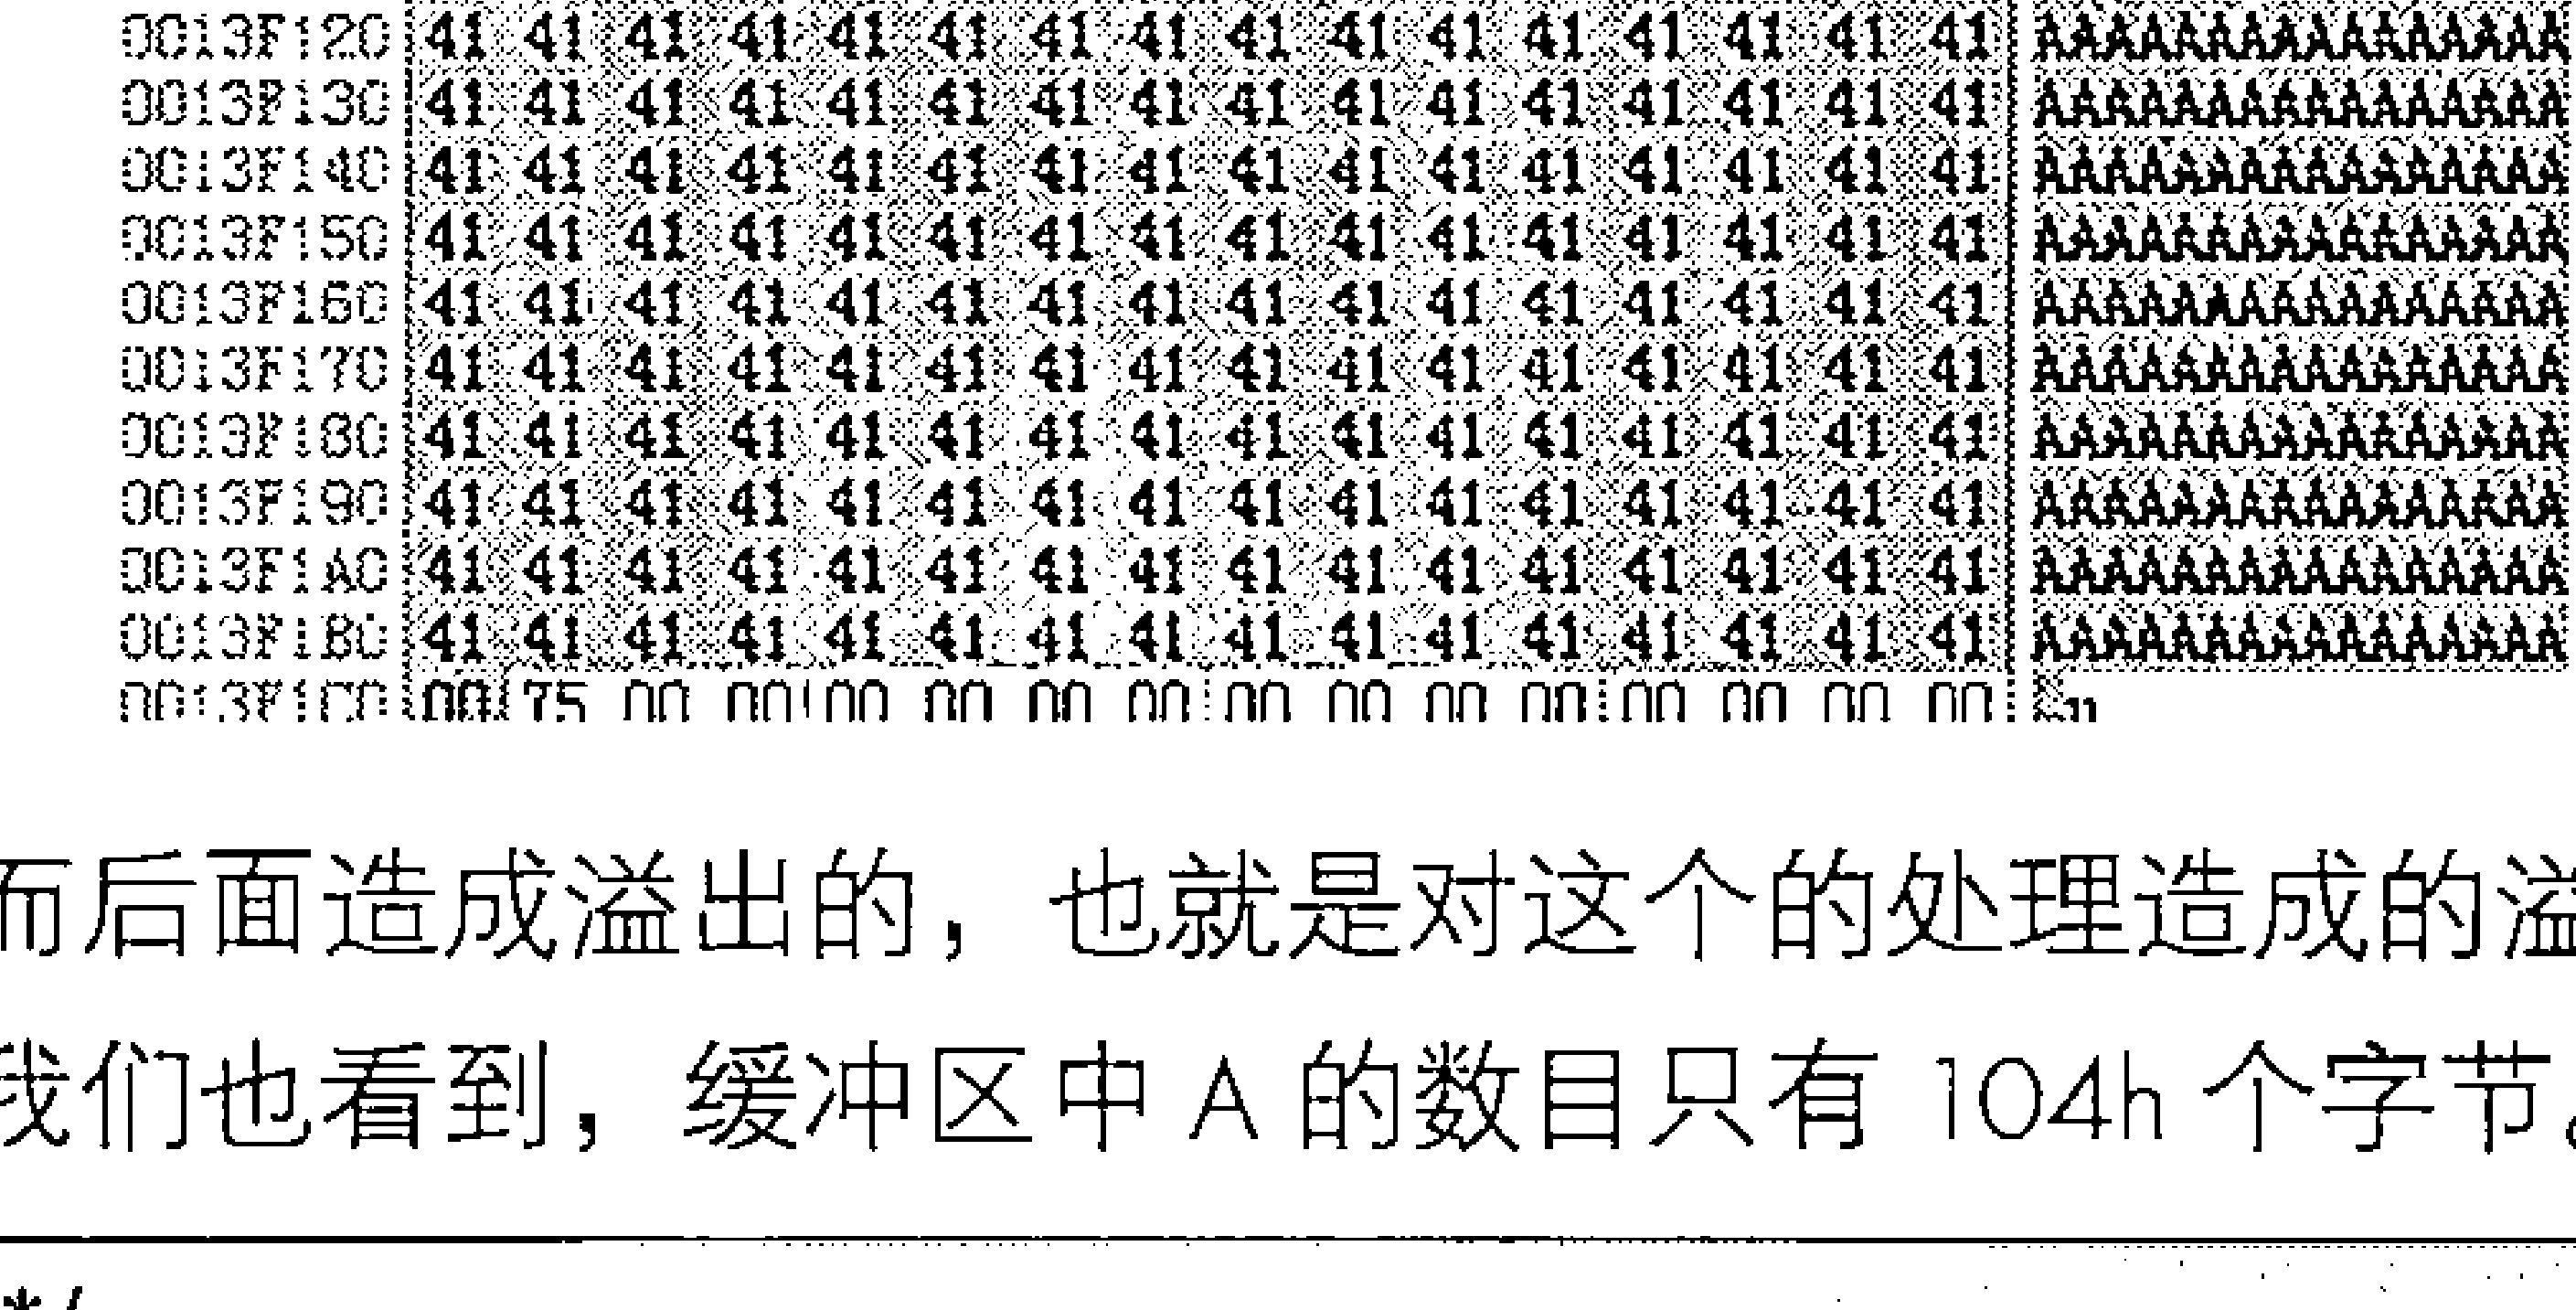 0013F120 41 41 41 41 41 41 41 41 41 41 41 41 41 41 41 41 AAAAAAAAAAAAAAAA
0013F130 41 41 41 41 41 41 41 41 41 41 41 41 41 41 41 41 AAAAAAAAAAAAAAAA
0013F140 41 41 41 41 41 41 41 41 41 41 41 41 41 41 41 41 AAAAAAAAAAAAAAAA
0013F150 41 41 41 41 41 41 41 41 41 41 41 41 41 41 41 41 AAAAAAAAAAAAAAAA
0013F160 41 41 41 41 41 41 41 41 41 41 41 41 41 41 41 41 AAAAAAAAAAAAAAAA
0013F170 41 41 41 41 41 41 41 41 41 41 41 41 41 41 41 41 AAAAAAAAAAAAAAAA
0013F180 41 41 41 41 41 41 41 41 41 41 41 41 41 41 41 41 AAAAAAAAAAAAAAAA
0013F190 41 41 41 41 41 41 41 41 41 41 41 41 41 41 41 41 AAAAAAAAAAAAAAAA
0013F1A0 41 41 41 41 41 41 41 41 41 41 41 41 41 41 41 41 AAAAAAAAAAAAAAAA
0013F1B0 41 41 41 41 41 41 41 41 41 41 41 41 41 41 41 41 AAAAAAAAAAAAAAAA
0013F1C0 00 75 00 00 00 00 00 00 00 00 00 00 00 00 00 00
而后面造成溢出的，也就是对这个的处理造成的溢
我们也看到，缓冲区中 A 的数目只有 104h 个字节。